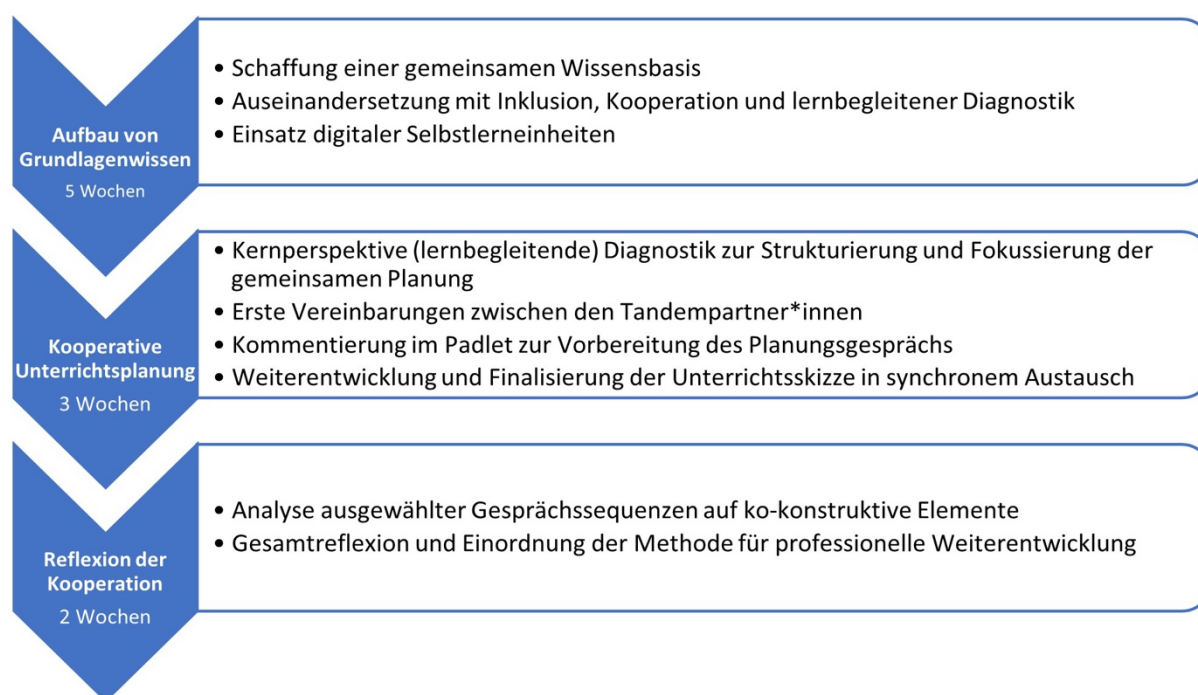 Aufbau von
Grundlagenwissen
5 Wochen
• Schaffung einer gemeinsamen Wissensbasis
• Auseinandersetzung mit Inklusion, Kooperation und lernbegleitener Diagnostik
• Einsatz digitaler Selbstlerneinheiten
Kooperative
Unterrichtsplanung
3 Wochen
• Kernperspektive (lernbegleitende) Diagnostik zur Strukturierung und Fokussierung der
gemeinsamen Planung
• Erste Vereinbarungen zwischen den Tandempartner*innen
• Kommentierung im Padlet zur Vorbereitung des Planungsgesprächs
• Weiterentwicklung und Finalisierung der Unterrichtsskizze in synchronem Austausch
Reflexion der
Kooperation
2 Wochen
• Analyse ausgewählter Gesprächssequenzen auf ko-konstruktive Elemente
• Gesamtreflexion und Einordnung der Methode für professionelle Weiterentwicklung